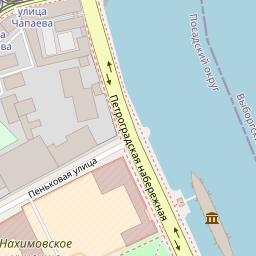 улица
Чапаева
Посадский округ
Выборгс
Петроградская набережная
Пеньковая улица
Нахимовское